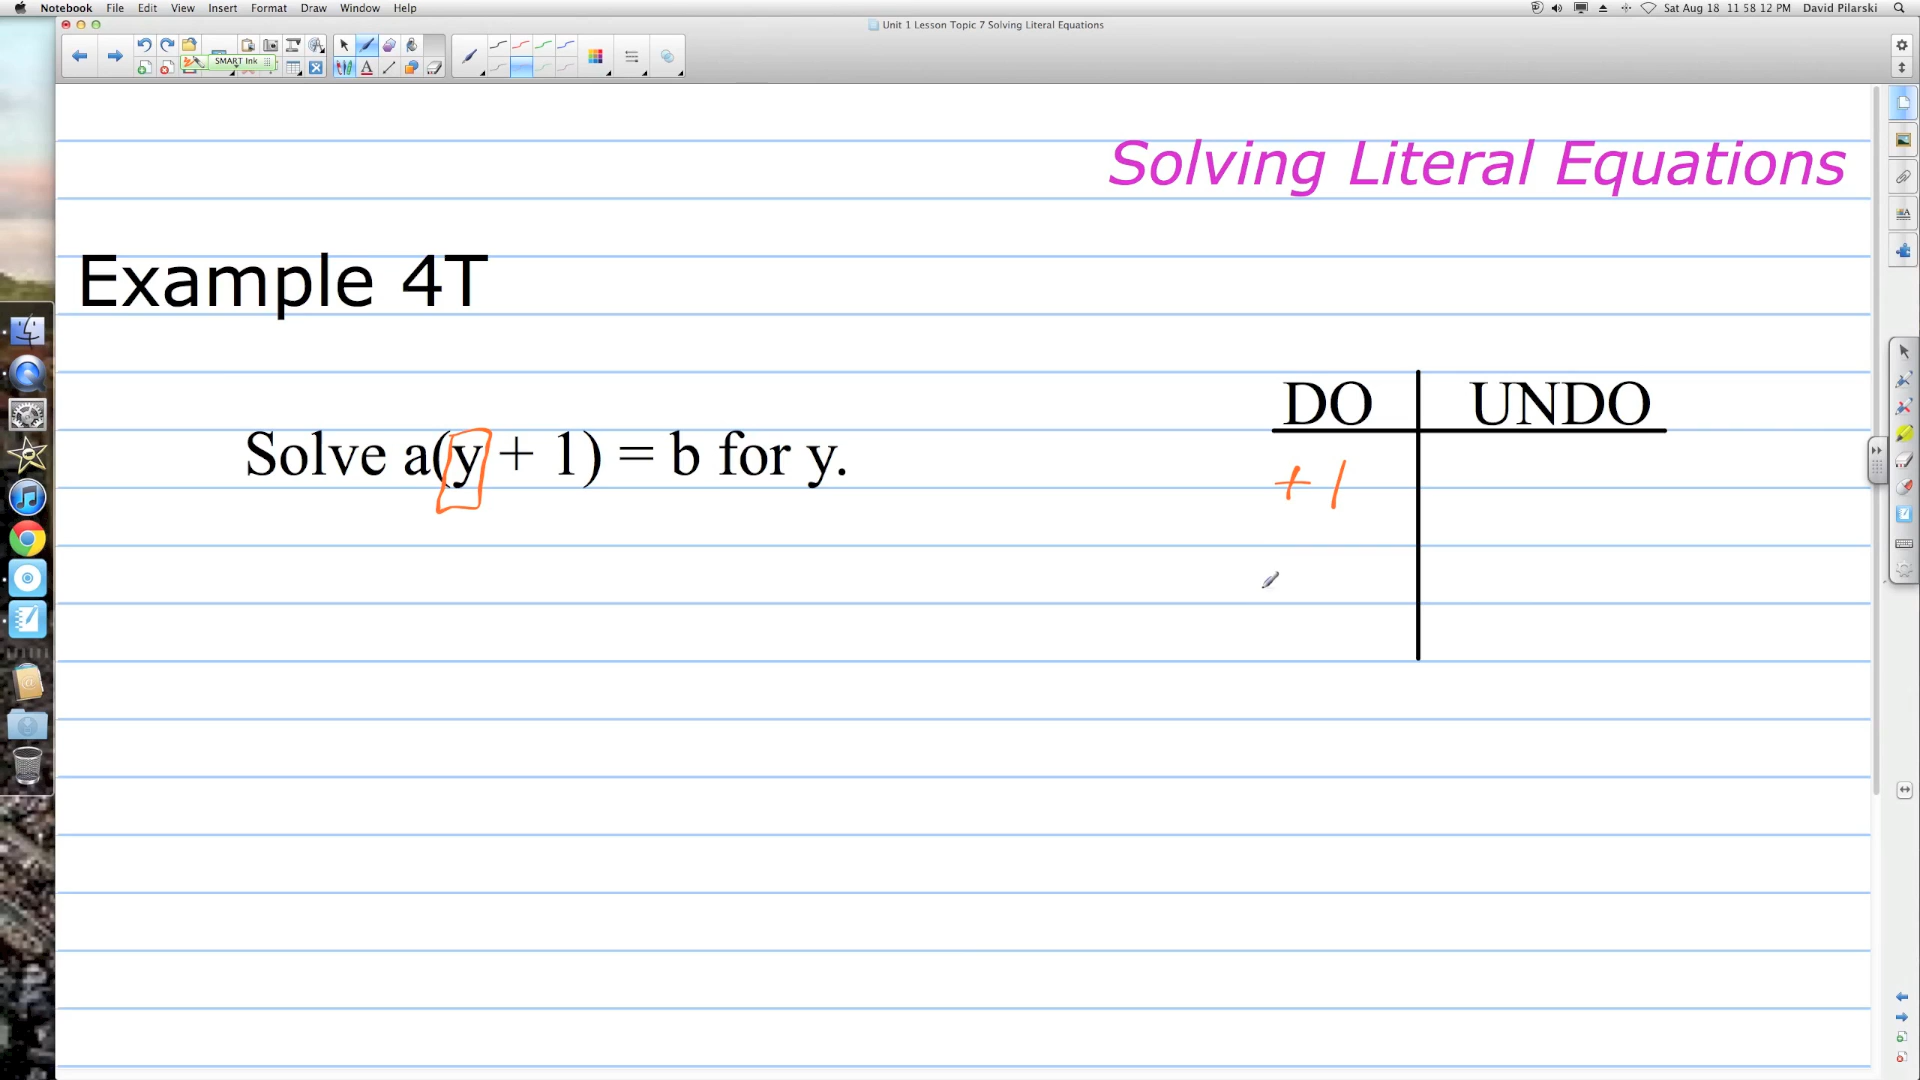 Notebook File Edit View Insert Format Draw Window Help Sat Aug 18 11 58 12 PM David Pilarski
Unit 1 Lesson Topic 7 Solving Literal Equations
SMART Ink
Solving Literal Equations
Example 4T
DO UNDO
Solve a(y + 1) = b for y.
+1